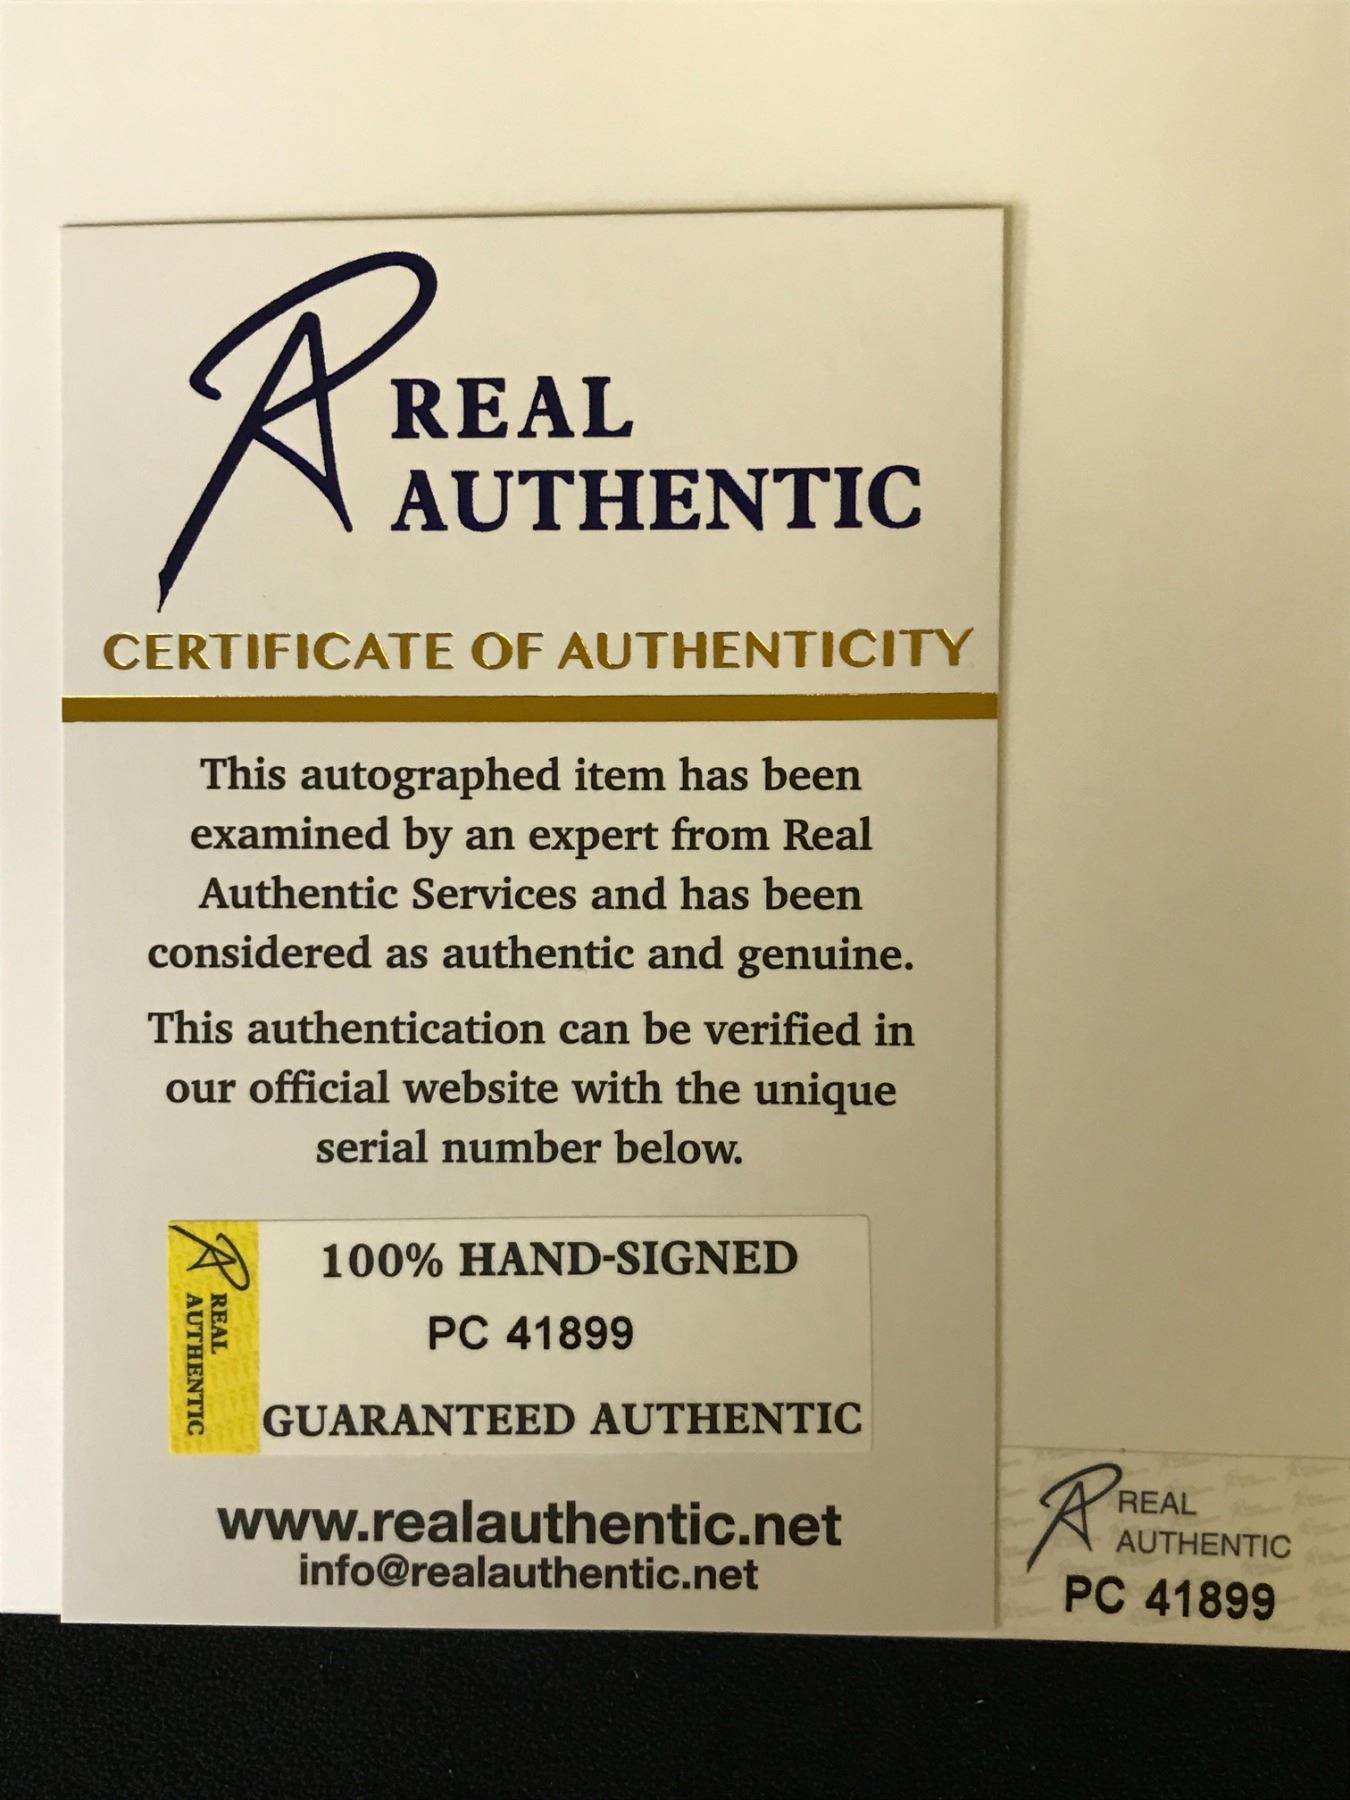 REAL
AUTHENTIC
CERTIFICATE OF AUTHENTICITY
This autographed item has been
examined by an expert from Real
Authentic Services and has been
considered as authentic and genuine.
This authentication can be verified in
our official website with the unique
serial number below.
REAL
AUTHENTIC
100% HAND-SIGNED
PC 41899
GUARANTEED AUTHENTIC
www.realauthentic.net
info@realauthentic.net
REAL
AUTHENTIC
PC 41899